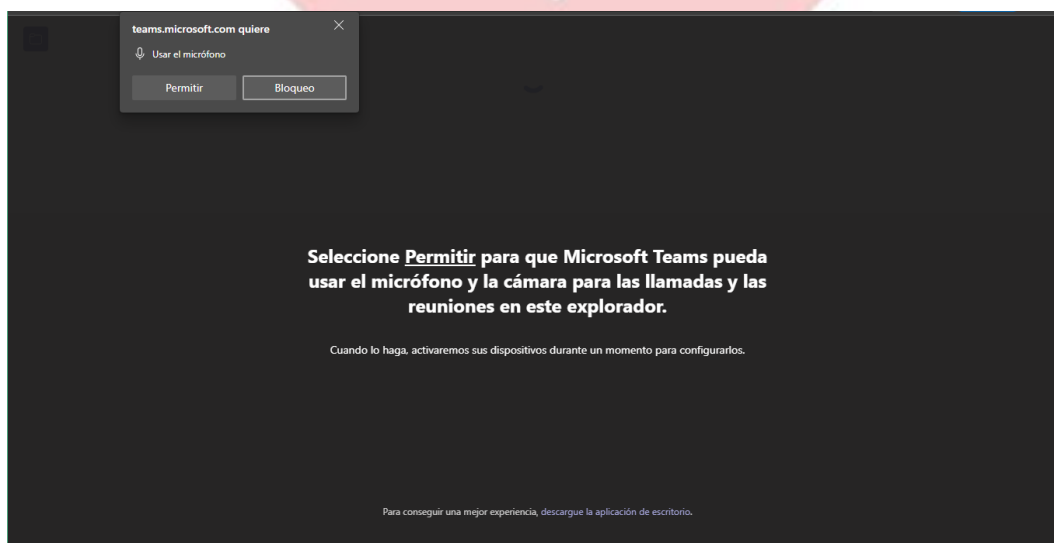 teams.microsoft.com quiere
Usar el micrófono
Permitir
Bloqueo
Seleccione Permitir para que Microsoft Teams pueda
usar el micrófono y la cámara para las llamadas y las
reuniones en este explorador.
Cuando lo haga, activaremos sus dispositivos durante un momento para configurarlos.
Para conseguir una mejor experiencia, descargue la aplicación de escritorio.